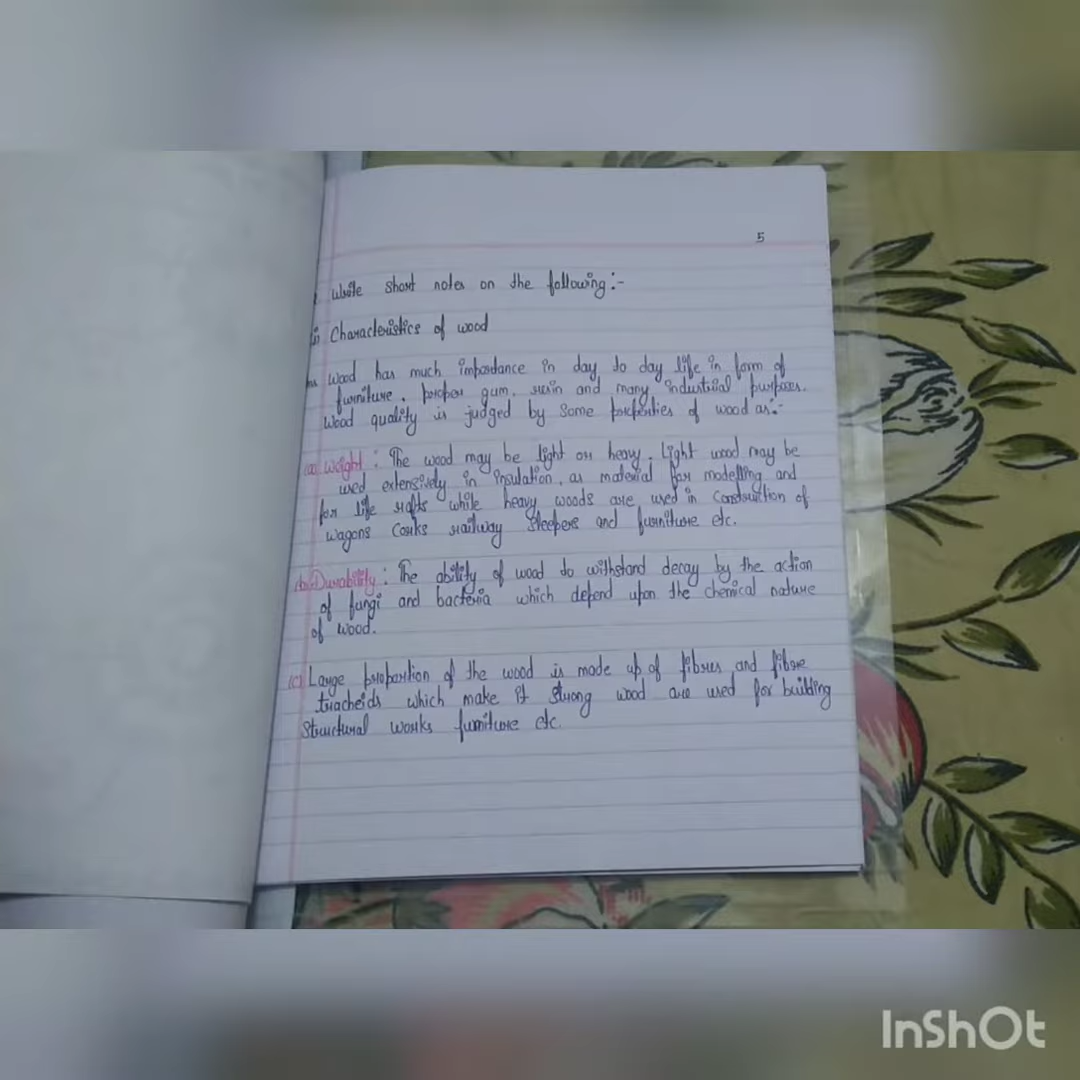 5
write short notes on the following:-
(i) Characteristics of wood
wood has much importance in day to day life in form of
furniture, gum, resin and many industrial purposes.
wood quality is judged by some properties of wood as:-
(a) Weight: The wood may be light or heavy. Light wood may be
used extensively in insulation, as material for modelling and
for life rafts while heavy woods are used in construction of
wagons corks railway sleepers and furniture etc.
(b) Durability: The ability of wood to withstand decay by the action
of fungi and bacteria which depend upon the chemical nature
of wood.
(c) Large proportion of the wood is made up of fibres and fibre
tracheids which make it strong wood are used for building
structural works furniture etc.
InShOt